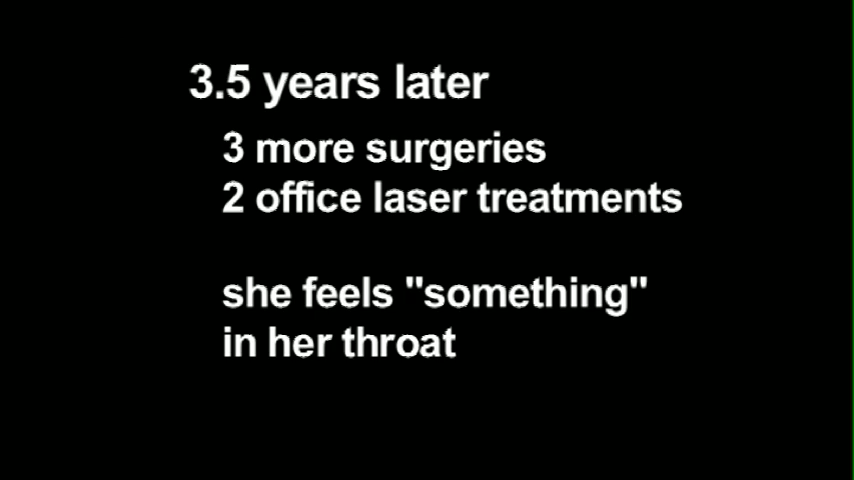 3.5 years later
3 more surgeries
2 office laser treatments
she feels "something"
in her throat